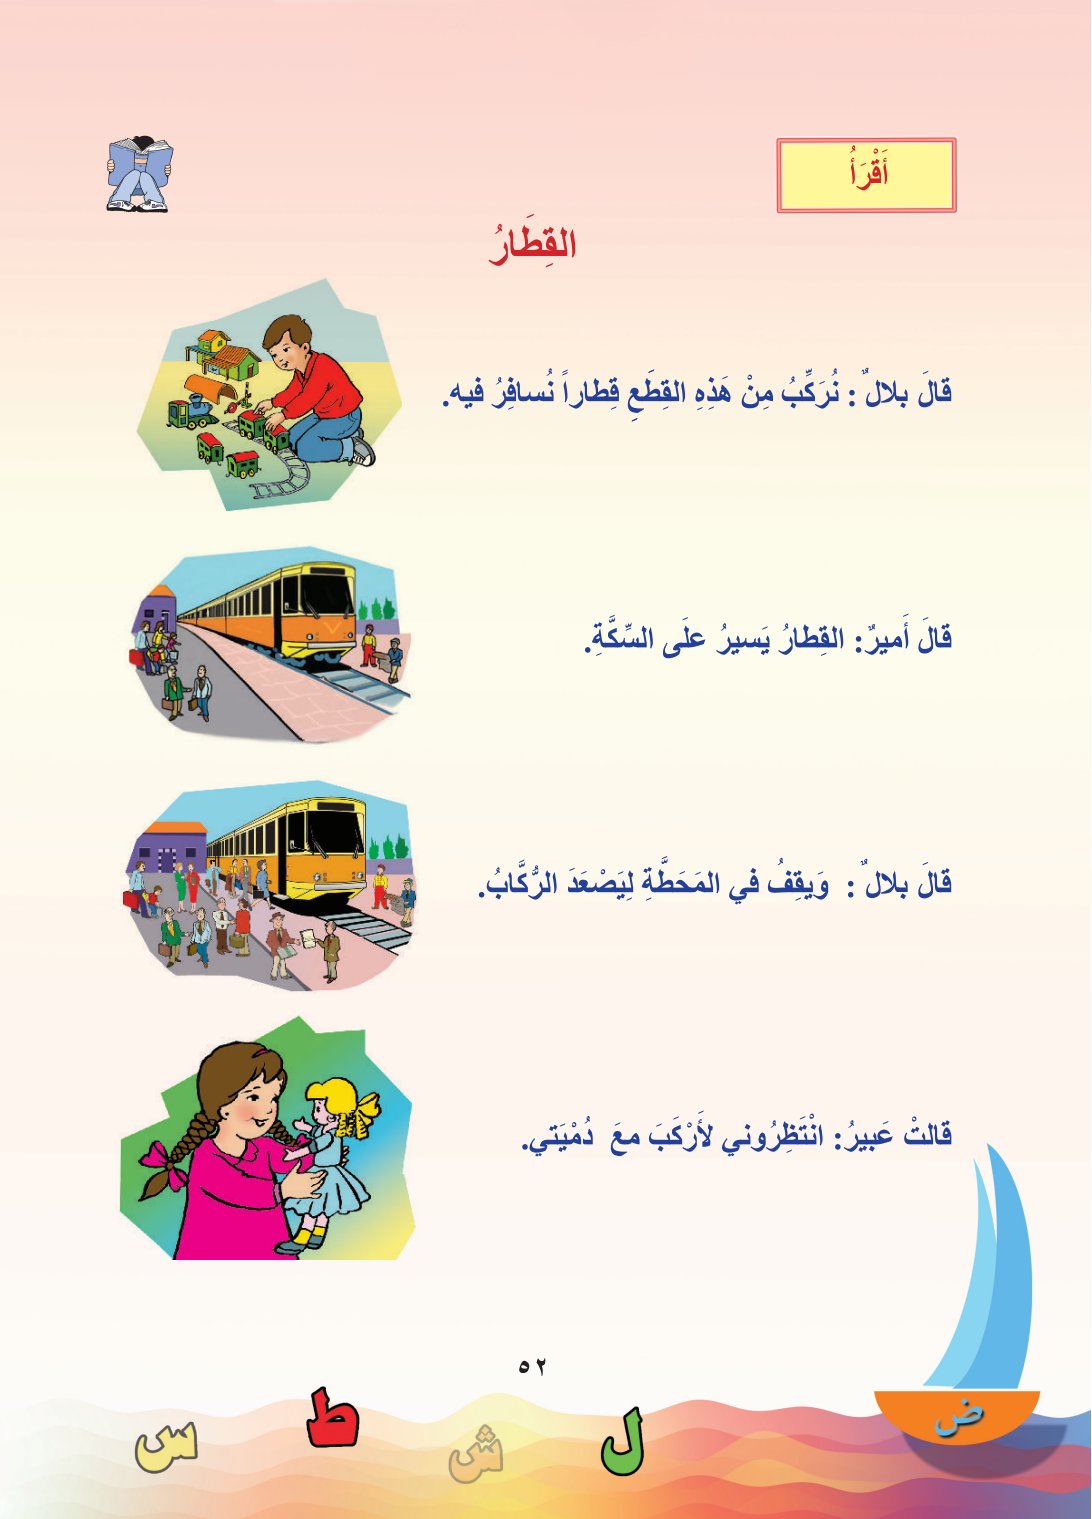 أَقْرَأُ
القِطَارُ
قالَ بلالٌ : نُرَكِّبُ مِنْ هَذِهِ القِطَعِ قِطاراً نُسافِرُ فيه.
قالَ أَميرٌ: القِطارُ يَسيرُ علَى السِّكَّةِ.
قالَ بلالٌ : وَيقِفُ في المَحَطَّةِ لِيَصْعَدَ الرُّكَّابُ.
قالتْ عَبيرُ: انْتَظِرُوني لأَرْكَبَ معَ دُمْيَتي.
٥٢
ض
ل
ش
ط
س